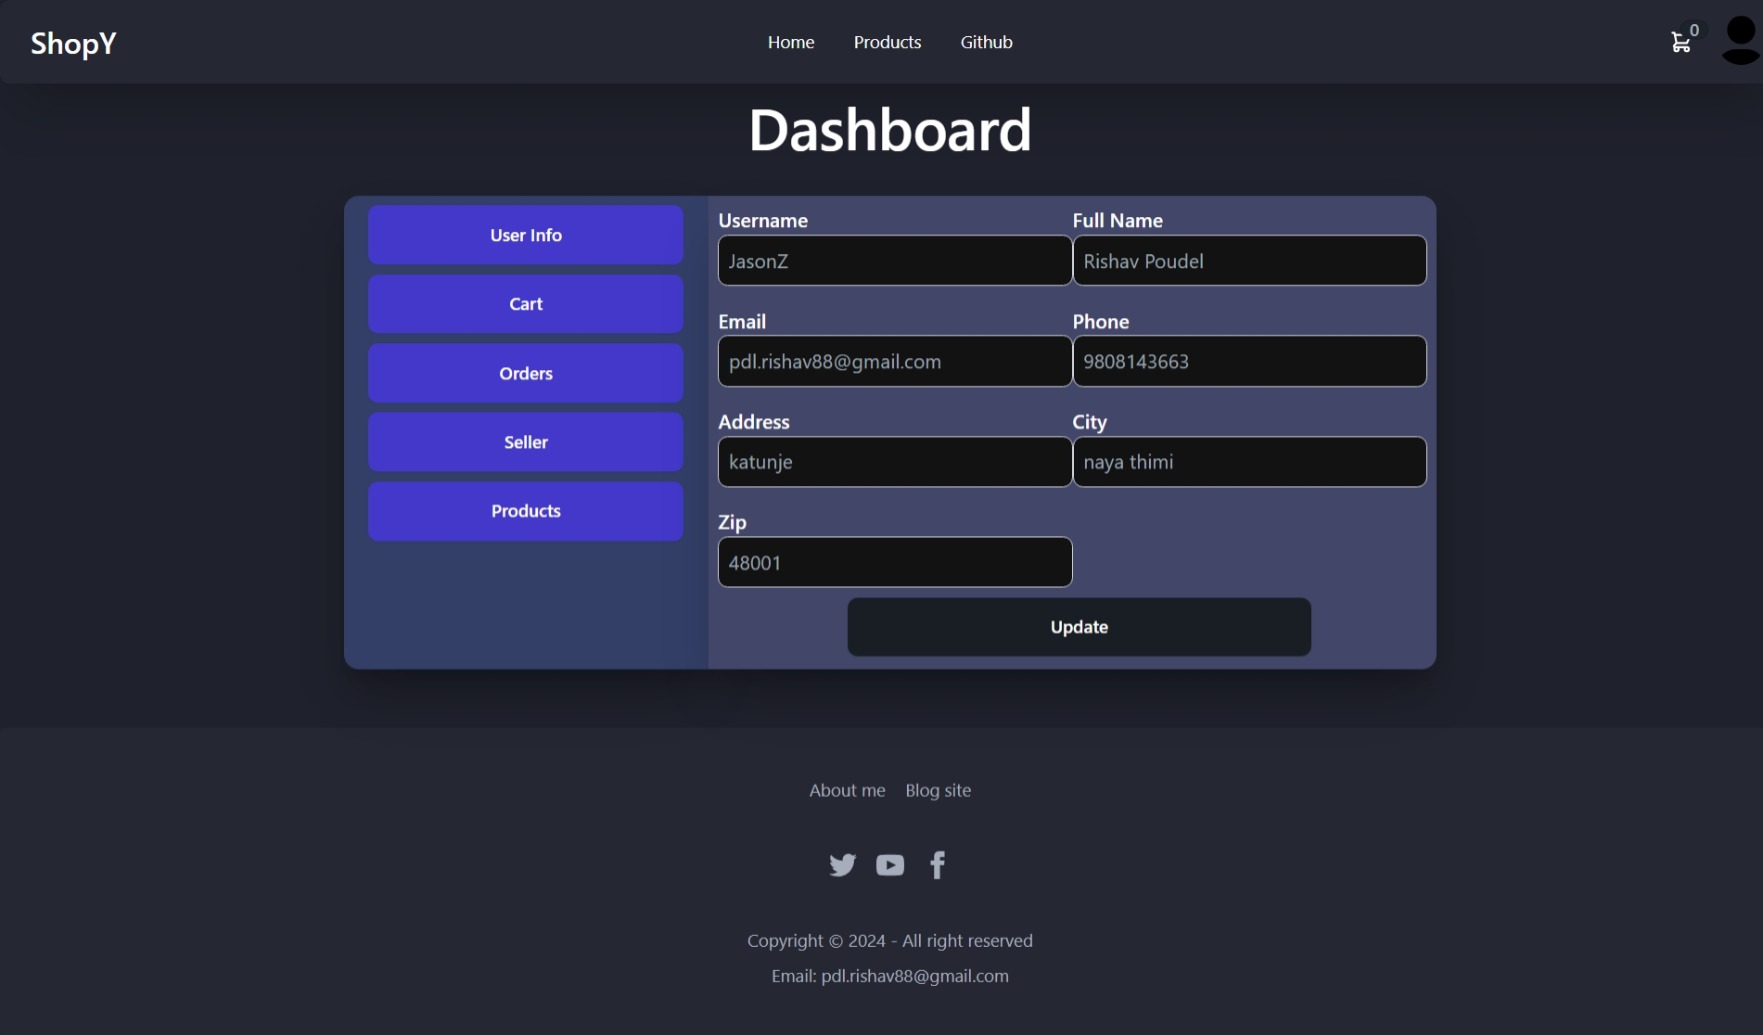 ShopY
Home Products Github
0
Dashboard
User Info
Cart
Orders
Seller
Products
Username Full Name
JasonZ Rishav Poudel
Email Phone
pdl.rishav88@gmail.com 9808143663
Address City
katunje naya thimi
Zip
48001
Update
About me Blog site
Copyright © 2024 - All right reserved
Email: pdl.rishav88@gmail.com